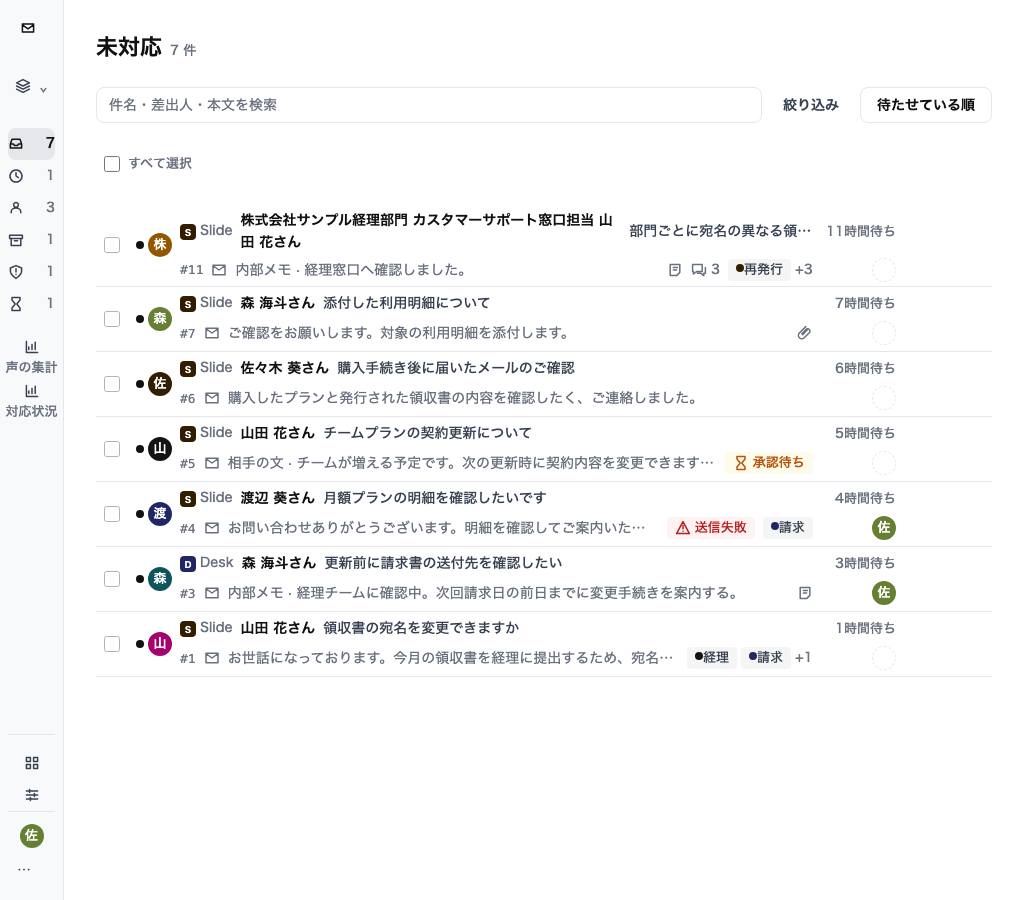 未対応 7 件
件名・差出人・本文を検索
絞り込み
待たせている順
7
1
3
1
1
1
声の集計
対応状況
佐
…
すべて選択
株 S Slide 株式会社サンプル経理部門 カスタマーサポート窓口担当 山田 花さん 部門ごとに宛名の異なる領… 11時間待ち
#11 内部メモ · 経理窓口へ確認しました。 3 再発行 +3
森 S Slide 森 海斗さん 添付した利用明細について 7時間待ち
#7 ご確認をお願いします。対象の利用明細を添付します。
佐 S Slide 佐々木 葵さん 購入手続き後に届いたメールのご確認 6時間待ち
#6 購入したプランと発行された領収書の内容を確認したく、ご連絡しました。
山 S Slide 山田 花さん チームプランの契約更新について 5時間待ち
#5 相手の文 · チームが増える予定です。次の更新時に契約内容を変更できます… 承認待ち
渡 S Slide 渡辺 葵さん 月額プランの明細を確認したいです 4時間待ち
#4 お問い合わせありがとうございます。明細を確認してご案内いた… 送信失敗 請求 佐
森 D Desk 森 海斗さん 更新前に請求書の送付先を確認したい 3時間待ち
#3 内部メモ · 経理チームに確認中。次回請求日の前日までに変更手続きを案内する。 佐
山 S Slide 山田 花さん 領収書の宛名を変更できますか 1時間待ち
#1 お世話になっております。今月の領収書を経理に提出するため、宛名… 経理 請求 +1